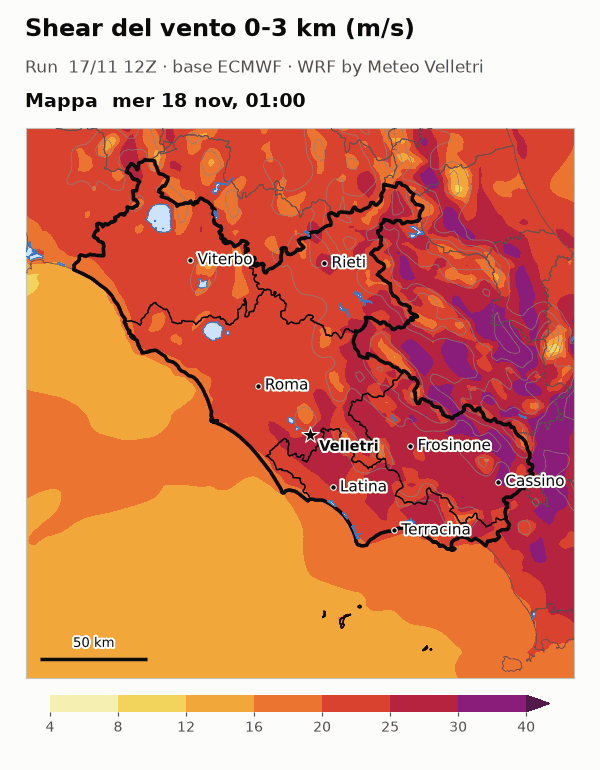 Shear del vento 0-3 km (m/s)
Run  17/11 12Z · base ECMWF · WRF by Meteo Velletri
Mappa  mer 18 nov, 01:00
Viterbo
Rieti
Roma
Velletri
Frosinone
Latina
Cassino
Terracina
50 km
4 8 12 16 20 25 30 40